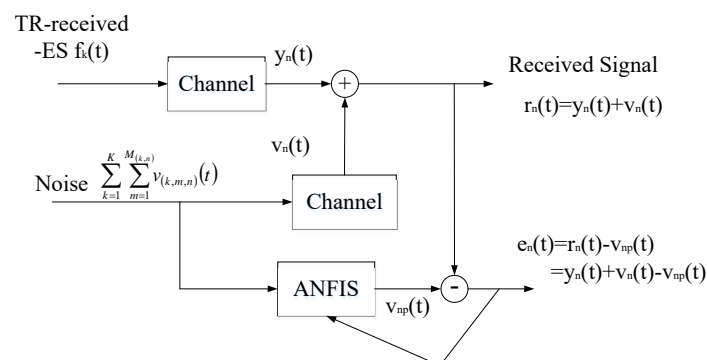 TR-received
-ES fk(t)
Channel
yn(t)
+
Received Signal
rn(t)=yn(t)+vn(t)
vn(t)
Noise ∑k=1K ∑m=1M(k,n) v(k,m,n)(t)
Channel
en(t)=rn(t)-vnp(t)
=yn(t)+vn(t)-vnp(t)
ANFIS
vnp(t)
-